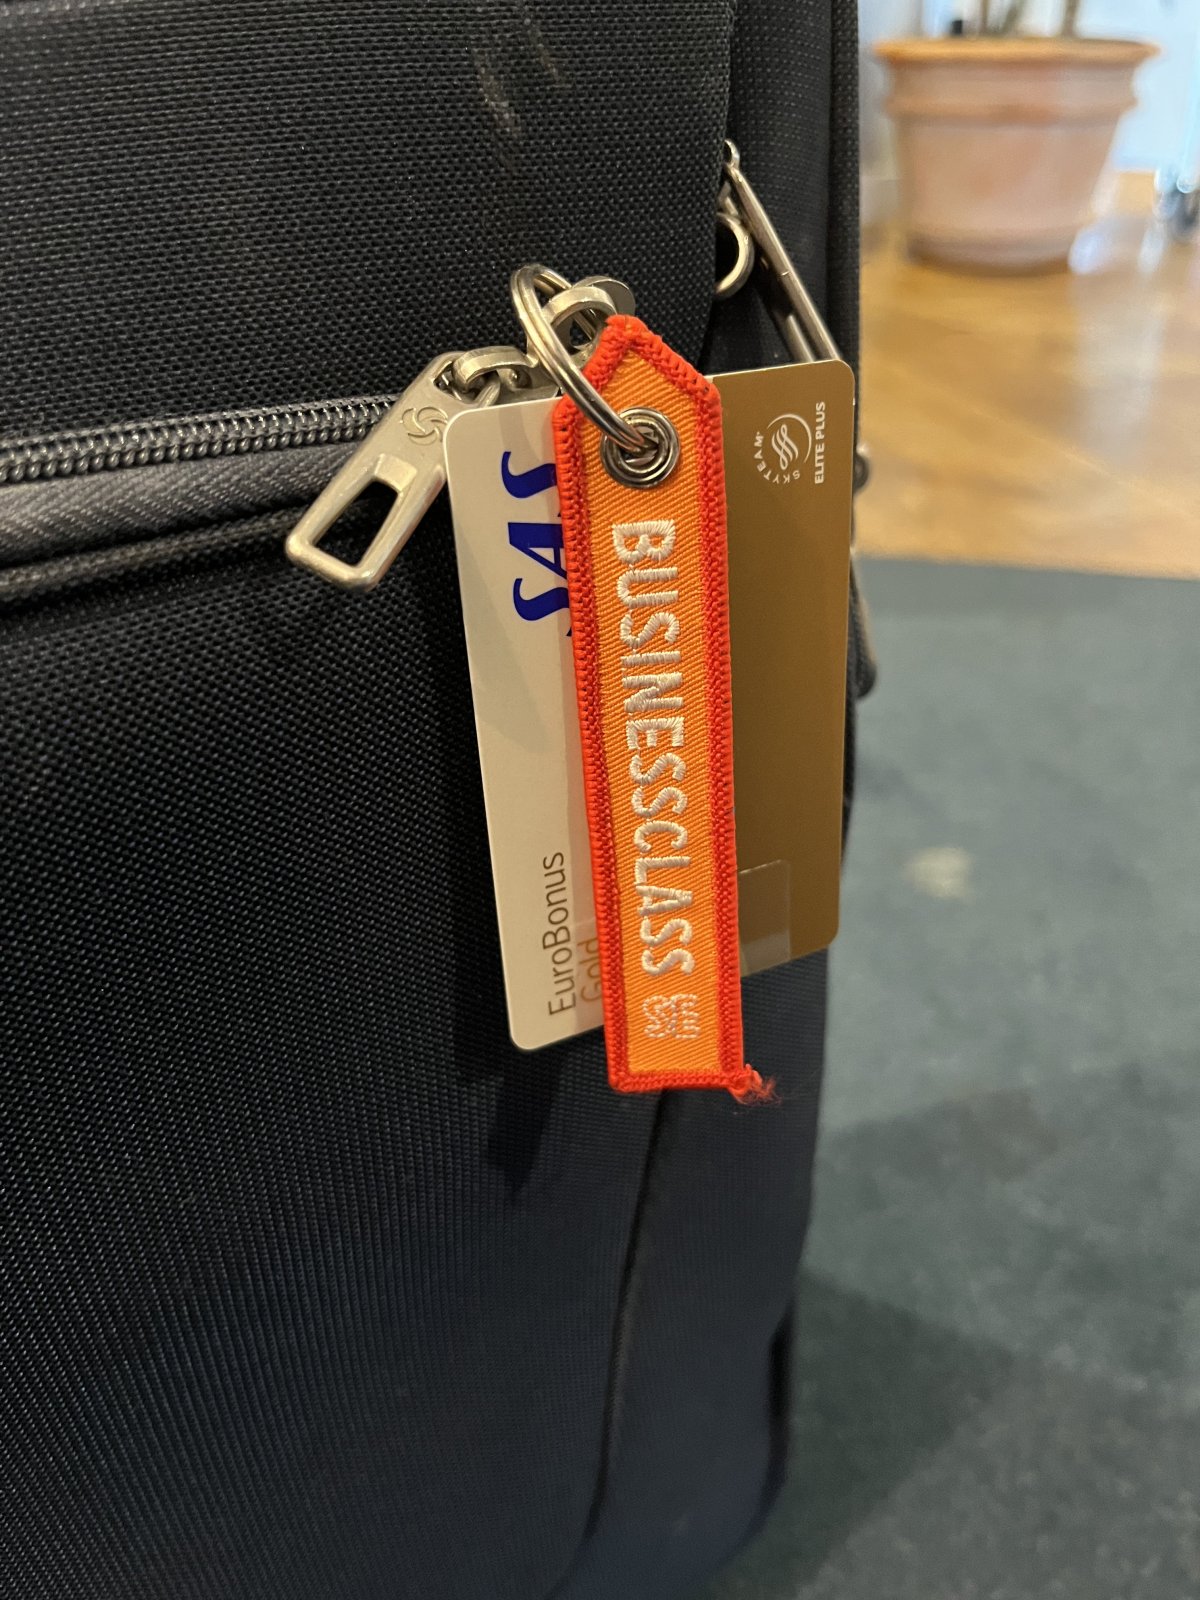 SAS
EuroBonus
Gold
BUSINESSCLASS
SKYTEAM
ELITE PLUS